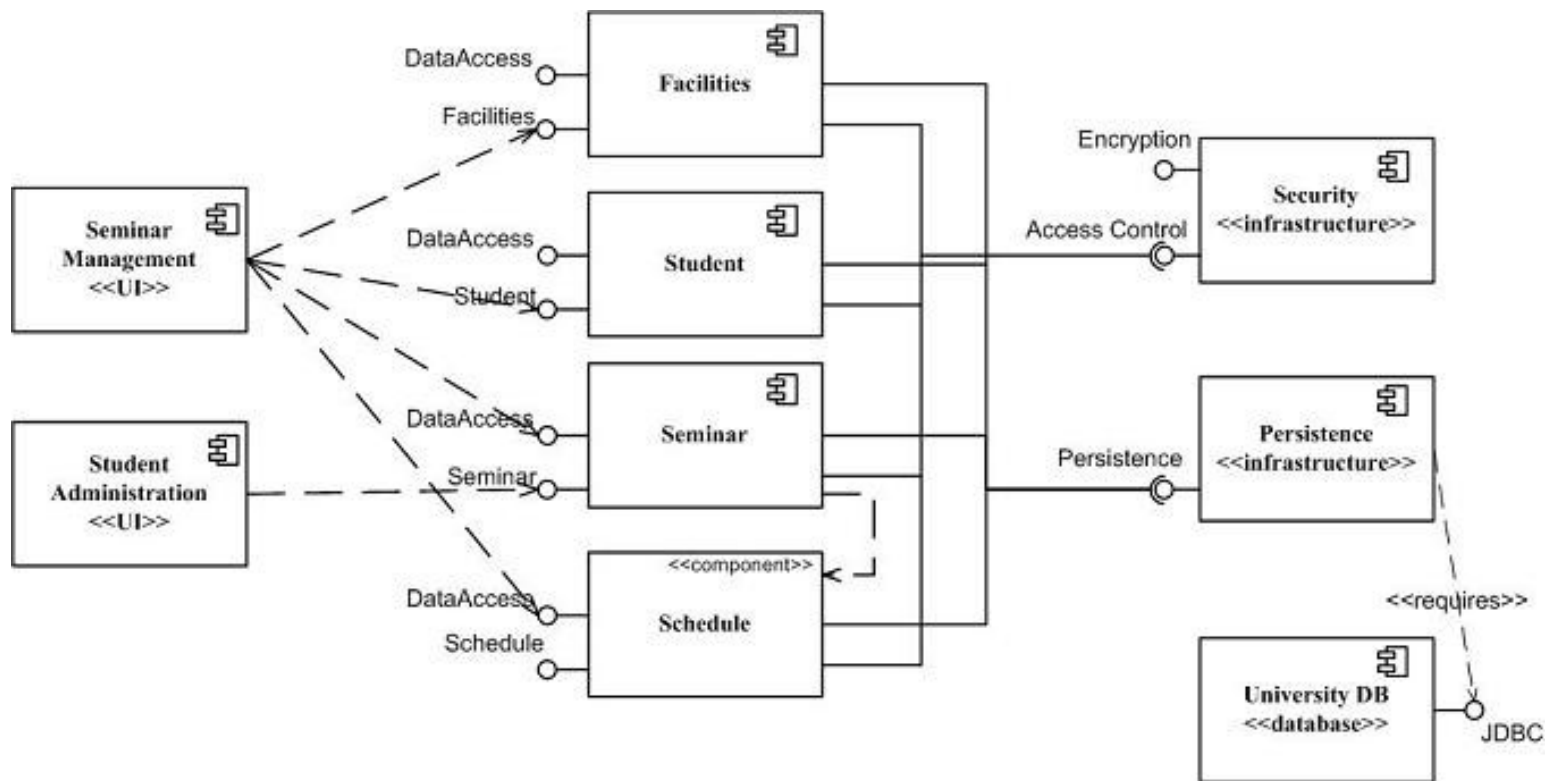 DataAccess
Facilities
Facilities
Seminar
Management
<<UI>>
DataAccess
Student
Student
Student
Administration
<<UI>>
DataAccess
Seminar
Seminar
DataAccess
Schedule
<<component>>
Schedule
Encryption
Access Control
Security
<<infrastructure>>
Persistence
Persistence
<<infrastructure>>
<<requires>>
University DB
<<database>>
JDBC